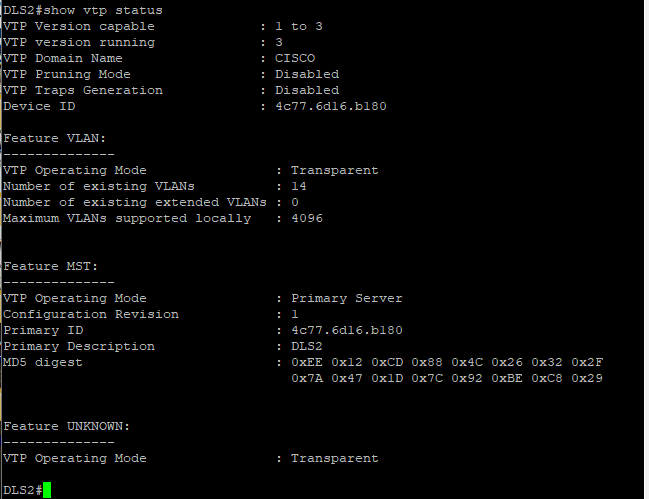 DLS2#show vtp status
VTP Version capable : 1 to 3
VTP version running : 3
VTP Domain Name : CISCO
VTP Pruning Mode : Disabled
VTP Traps Generation : Disabled
Device ID : 4c77.6d16.b180
Feature VLAN:
--------------
VTP Operating Mode : Transparent
Number of existing VLANs : 14
Number of existing extended VLANs : 0
Maximum VLANs supported locally : 4096
Feature MST:
--------------
VTP Operating Mode : Primary Server
Configuration Revision : 1
Primary ID : 4c77.6d16.b180
Primary Description : DLS2
MD5 digest : 0xEE 0x12 0xCD 0x88 0x4C 0x26 0x32 0x2F
0x7A 0x47 0x1D 0x7C 0x92 0xBE 0xC8 0x29
Feature UNKNOWN:
--------------
VTP Operating Mode : Transparent
DLS2#